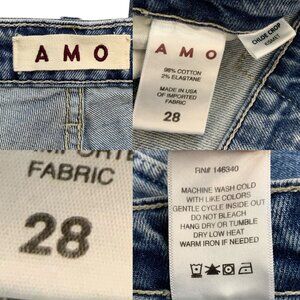 AMO
AMO
98% COTTON
2% ELASTANE
MADE IN USA
OF IMPORTED
FABRIC
28
CHLOE CROP
FABRIC
28
RN# 146340
MACHINE WASH COLD
WITH LIKE COLORS
GENTLE CYCLE INSIDE OUT
DO NOT BLEACH
HANG DRY OR TUMBLE
DRY LOW HEAT
WARM IRON IF NEEDED